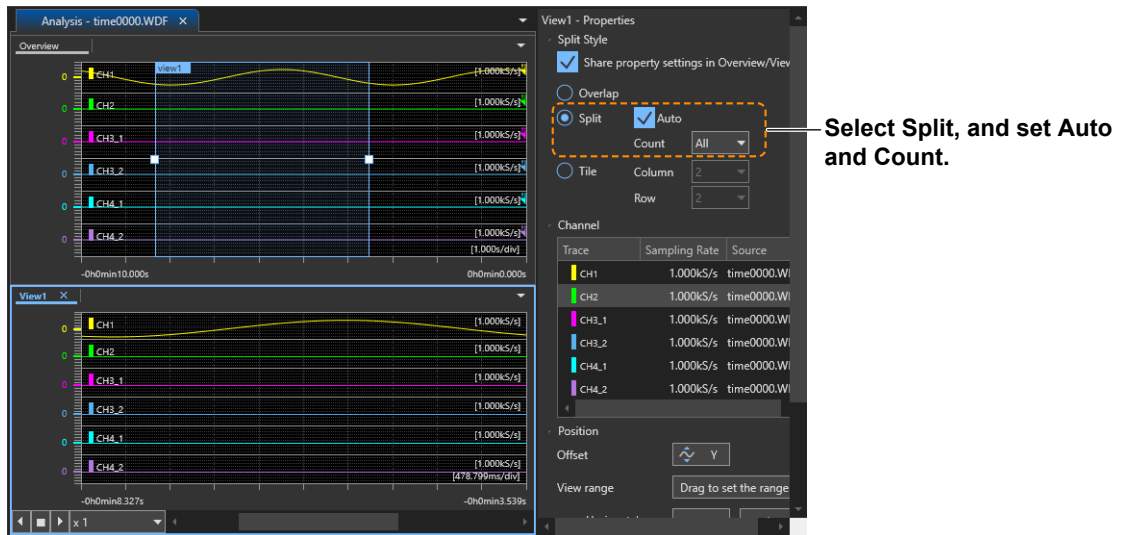 Analysis - time0000.WDF ×
Overview
view1
0 CH1 [1.000kS/s]
0 CH2 [1.000kS/s]
0 CH3_1 [1.000kS/s]
0 CH3_2 [1.000kS/s]
0 CH4_1 [1.000kS/s]
0 CH4_2 [1.000kS/s]
[1.000s/div]
-0h0min10.000s 0h0min0.000s
View1 ×
0 CH1 [1.000kS/s]
0 CH2 [1.000kS/s]
0 CH3_1 [1.000kS/s]
0 CH3_2 [1.000kS/s]
0 CH4_1 [1.000kS/s]
0 CH4_2 [1.000kS/s]
[478.799ms/div]
-0h0min8.327s -0h0min3.539s
x 1
View1 - Properties
Split Style
Share property settings in Overview/View
Overlap
Split Auto
Count All
Tile Column 2
Row 2
Channel
Trace Sampling Rate Source
CH1 1.000kS/s time0000.W
CH2 1.000kS/s time0000.W
CH3_1 1.000kS/s time0000.W
CH3_2 1.000kS/s time0000.W
CH4_1 1.000kS/s time0000.W
CH4_2 1.000kS/s time0000.W
Position
Offset Y
View range Drag to set the range
Select Split, and set Auto
and Count.